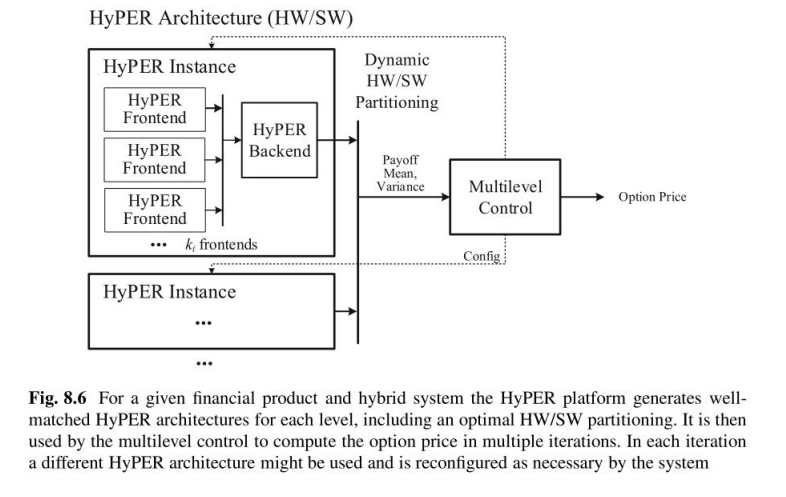 HyPER Architecture (HW/SW)
HyPER Instance
HyPER
Frontend
HyPER
Frontend
HyPER
Frontend
••• kᵢ frontends
HyPER
Backend
Dynamic
HW/SW
Partitioning
Payoff
Mean,
Variance
Multilevel
Control
Option Price
Config
HyPER Instance
•••
•••
Fig. 8.6 For a given financial product and hybrid system the HyPER platform generates well-
matched HyPER architectures for each level, including an optimal HW/SW partitioning. It is then
used by the multilevel control to compute the option price in multiple iterations. In each iteration
a different HyPER architecture might be used and is reconfigured as necessary by the system